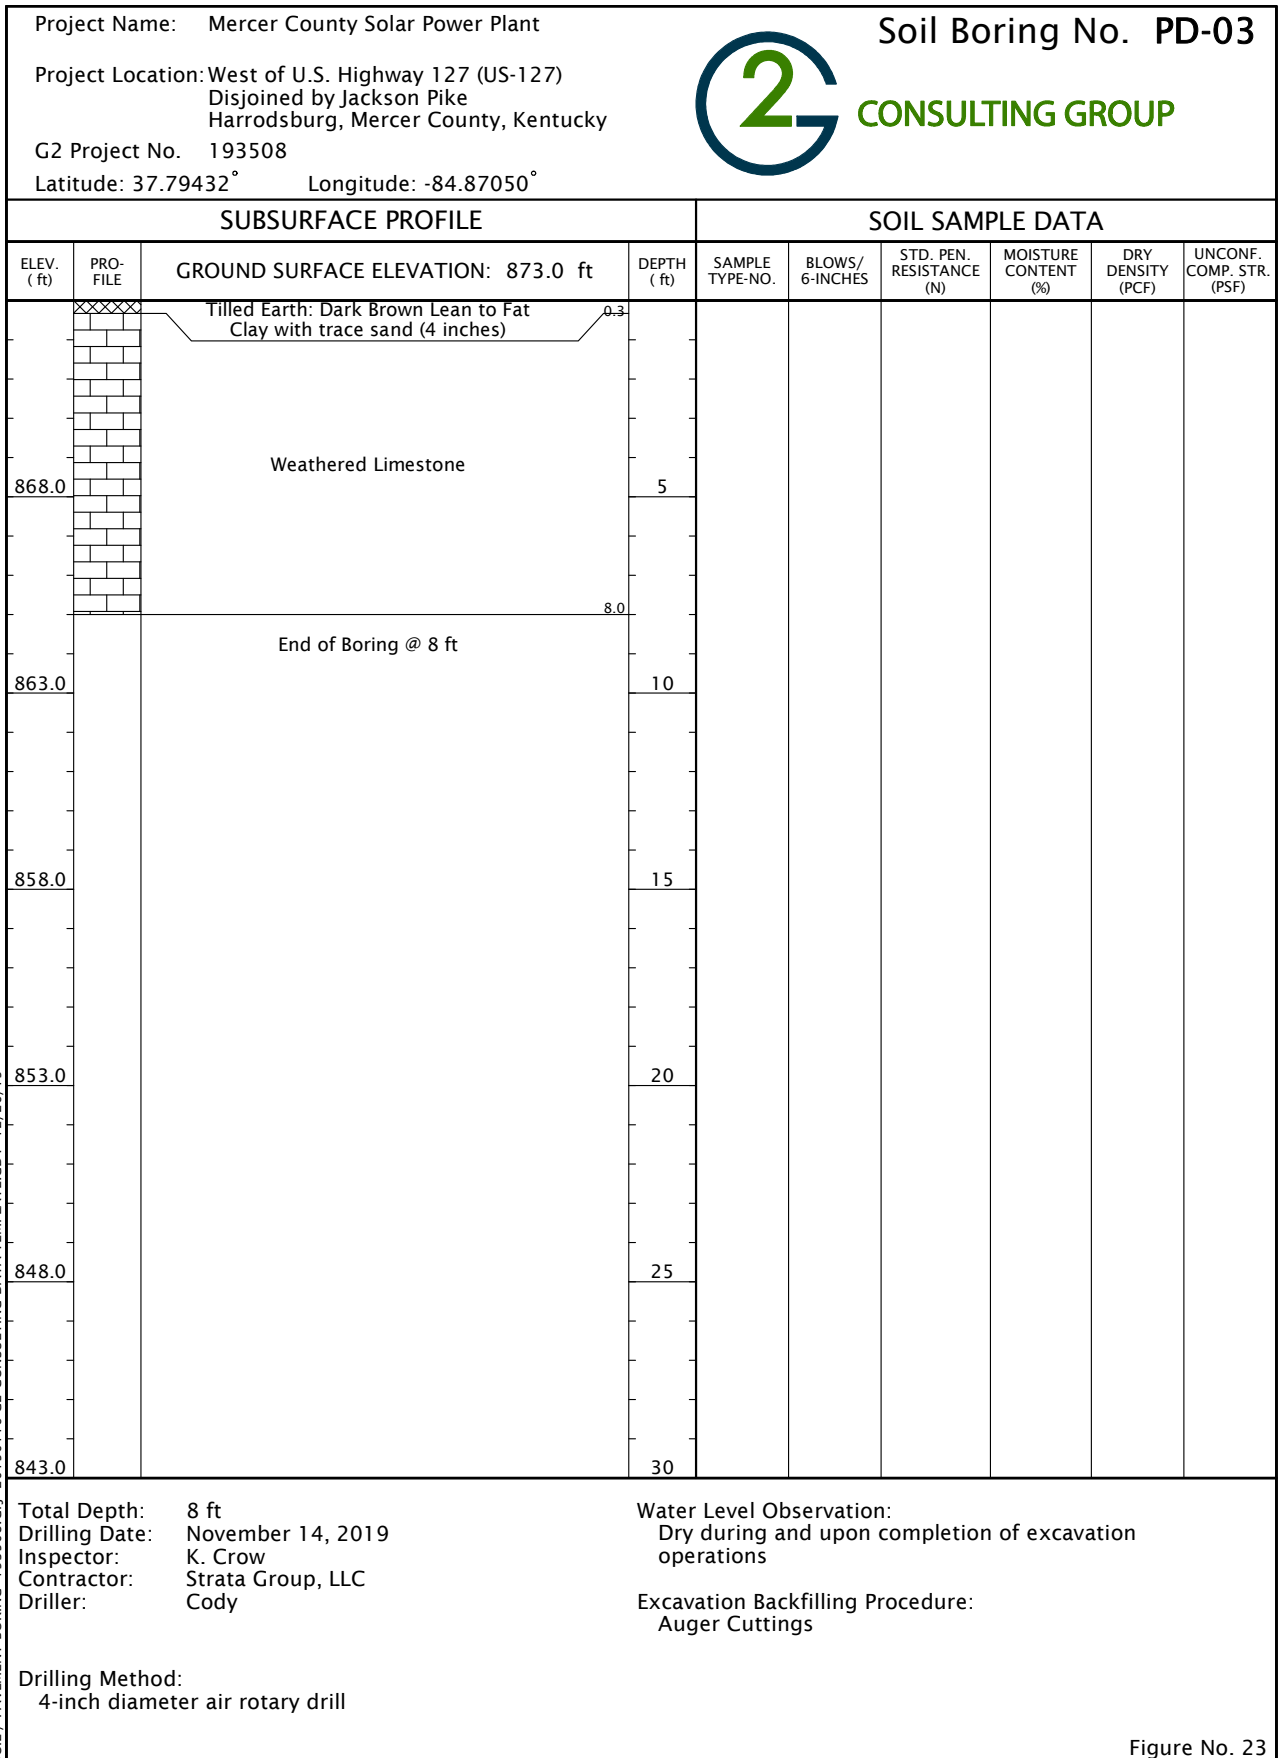 Project Name: Mercer County Solar Power Plant
Project Location: West of U.S. Highway 127 (US-127)
Disjoined by Jackson Pike
Harrodsburg, Mercer County, Kentucky
G2 Project No. 193508
Latitude: 37.79432° Longitude: -84.87050°
Soil Boring No. PD-03
G2 CONSULTING GROUP
SUBSURFACE PROFILE
SOIL SAMPLE DATA
ELEV. (ft)
PRO-FILE
GROUND SURFACE ELEVATION: 873.0 ft
DEPTH (ft)
SAMPLE TYPE-NO.
BLOWS/ 6-INCHES
STD. PEN. RESISTANCE (N)
MOISTURE CONTENT (%)
DRY DENSITY (PCF)
UNCONF. COMP. STR. (PSF)
Tilled Earth: Dark Brown Lean to Fat 0.3
Clay with trace sand (4 inches)
Weathered Limestone
868.0 5
8.0
End of Boring @ 8 ft
863.0 10
858.0 15
853.0 20
848.0 25
843.0 30
Total Depth: 8 ft
Drilling Date: November 14, 2019
Inspector: K. Crow
Contractor: Strata Group, LLC
Driller: Cody
Drilling Method:
4-inch diameter air rotary drill
Water Level Observation:
Dry during and upon completion of excavation
operations
Excavation Backfilling Procedure:
Auger Cuttings
Figure No. 23